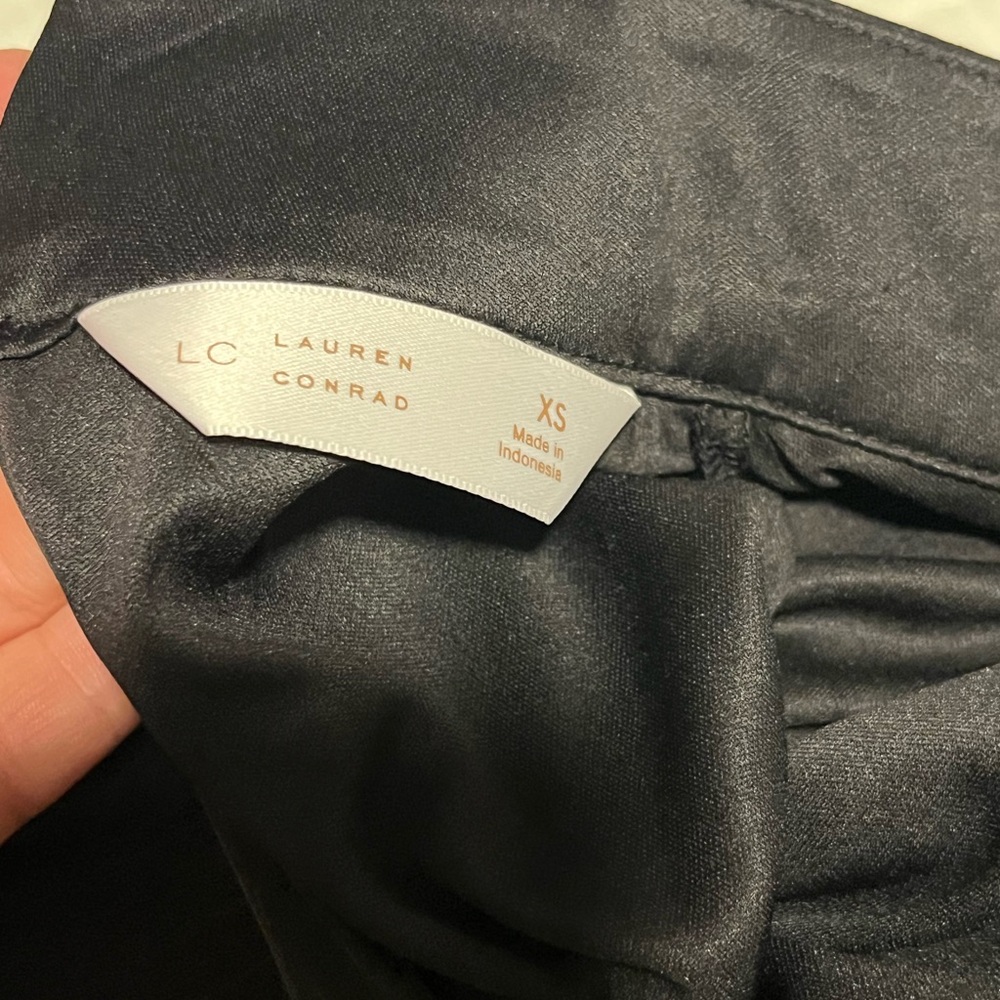 LC
LAUREN
CONRAD
XS
Made in
Indonesia